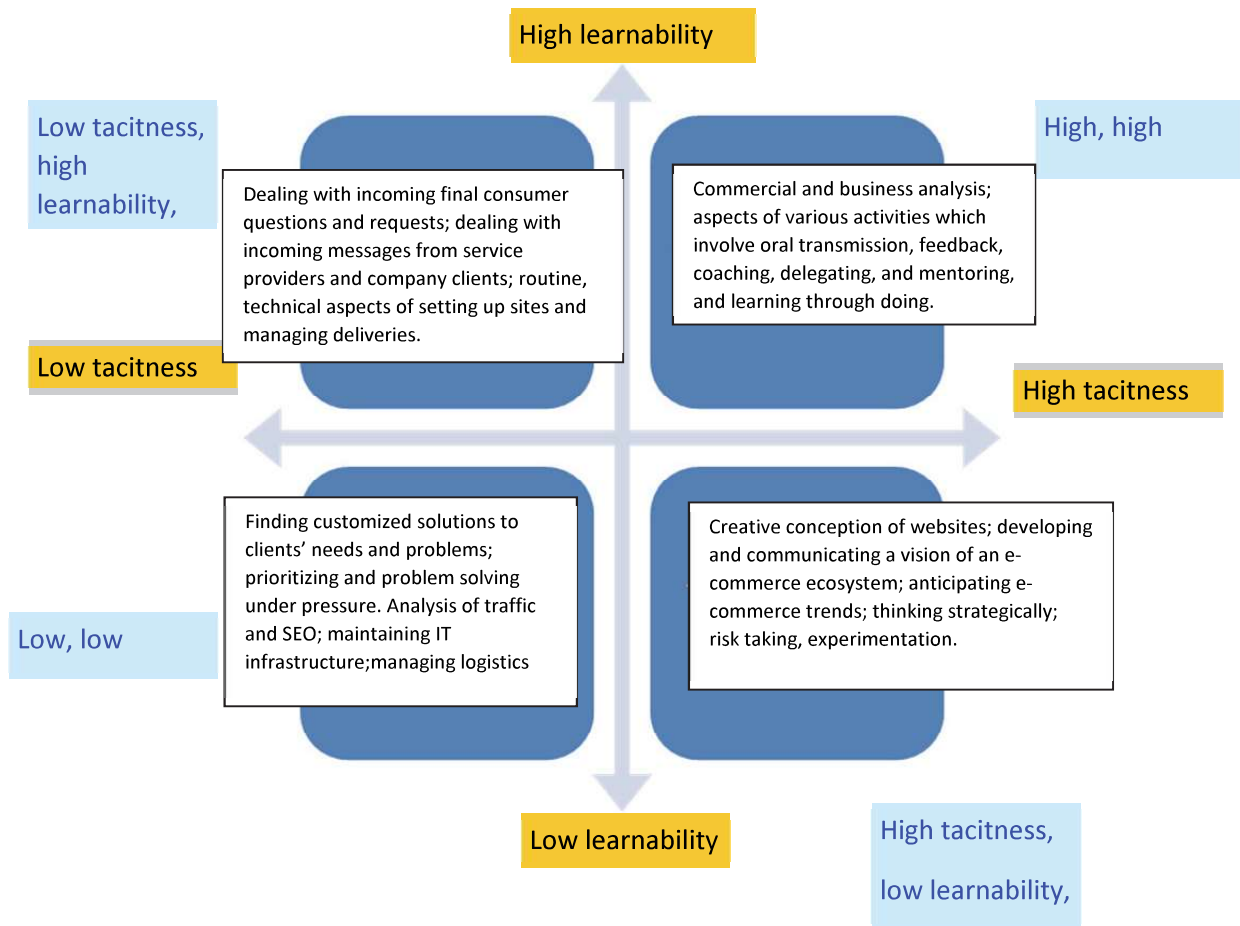 High learnability
Low tacitness,
high
learnability,
High, high
Dealing with incoming final consumer
questions and requests; dealing with
incoming messages from service
providers and company clients; routine,
technical aspects of setting up sites and
managing deliveries.
Commercial and business analysis;
aspects of various activities which
involve oral transmission, feedback,
coaching, delegating, and mentoring,
and learning through doing.
Low tacitness
High tacitness
Finding customized solutions to
clients’ needs and problems;
prioritizing and problem solving
under pressure. Analysis of traffic
and SEO; maintaining IT
infrastructure;managing logistics
Creative conception of websites; developing
and communicating a vision of an e-
commerce ecosystem; anticipating e-
commerce trends; thinking strategically;
risk taking, experimentation.
Low, low
Low learnability
High tacitness,
low learnability,